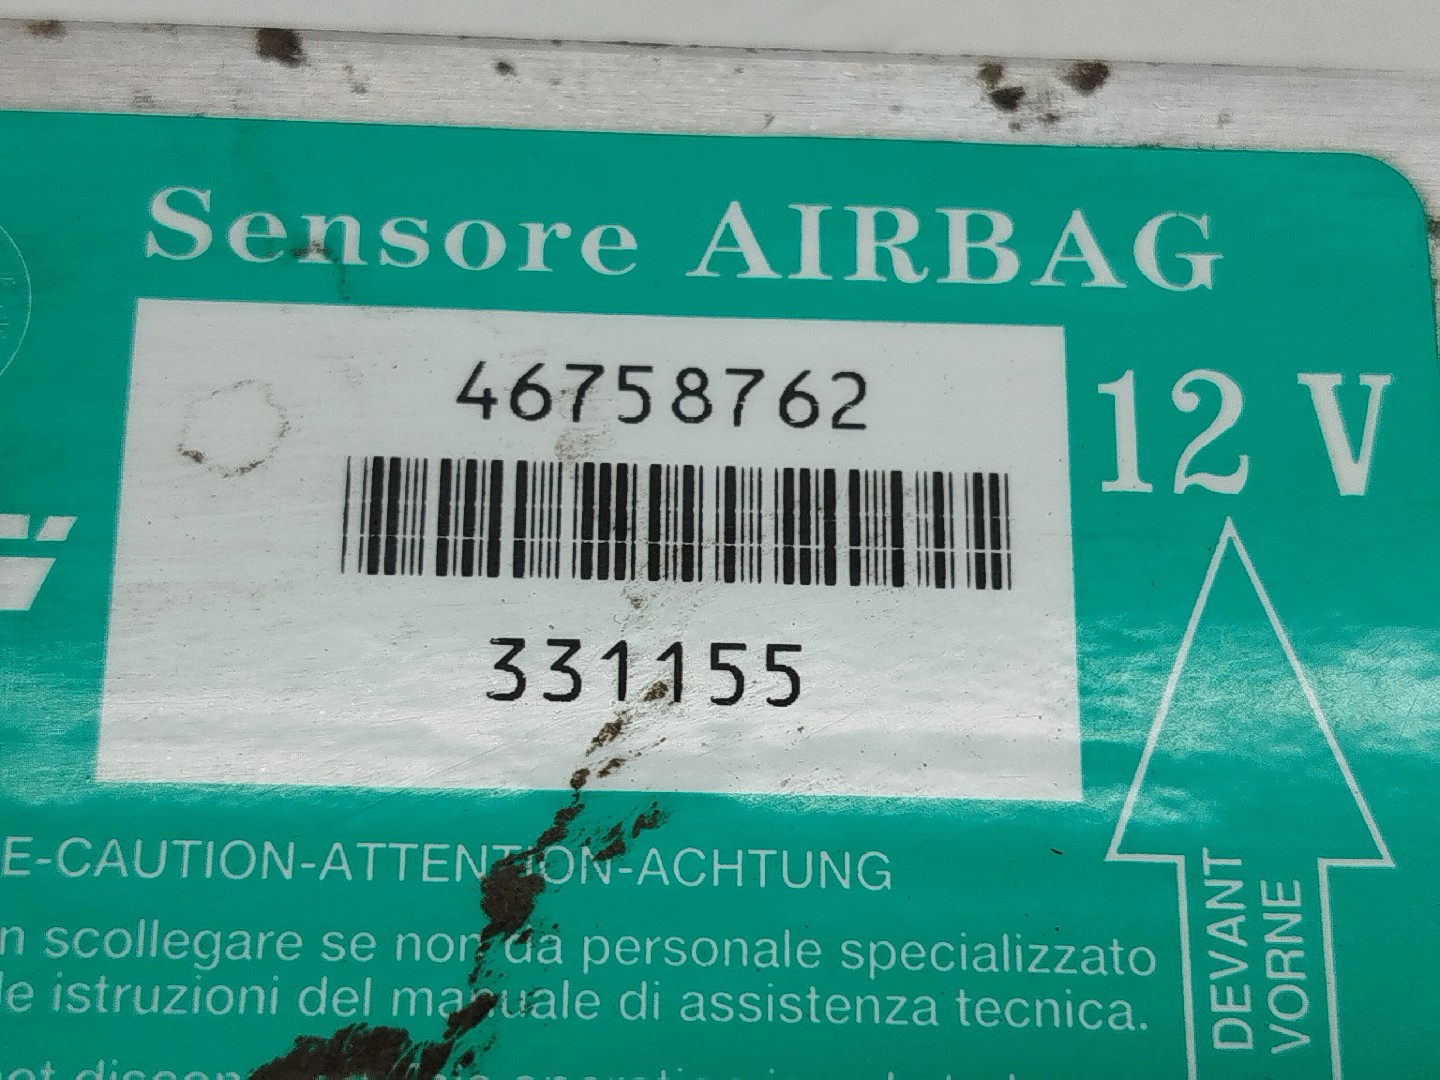 Sensore AIRBAG
46758762
12 V
331155
E-CAUTION-ATTENTION-ACHTUNG
n scollegare se non da personale specializzato
le istruzioni del manuale di assistenza tecnica.
DEVANT
VORNE